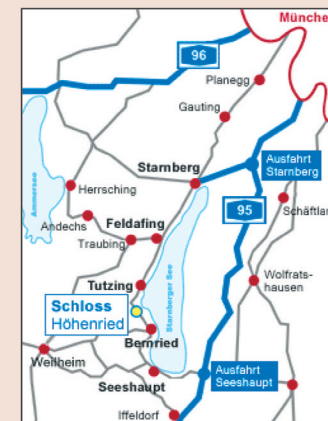 Münche
96
Planegg
Gauting
Starnberg
Ausfahrt
Starnberg
Ammersee
Herrsching
95
Andechs
Schäftla
Feldafing
Traubing
Starnberger See
Tutzing
Wolfrats-
hausen
Schloss
Höhenried
Bernried
Weilheim
Ausfahrt
Seeshaupt
Seeshaupt
Iffeldorf